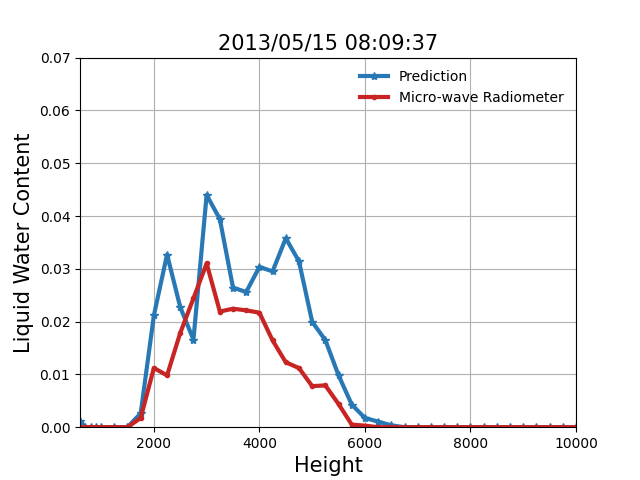 2013/05/15 08:09:37
0.07
0.06
0.05
0.04
0.03
0.02
0.01
0.00
Liquid Water Content
Prediction
Micro-wave Radiometer
2000 4000 6000 8000 10000
Height